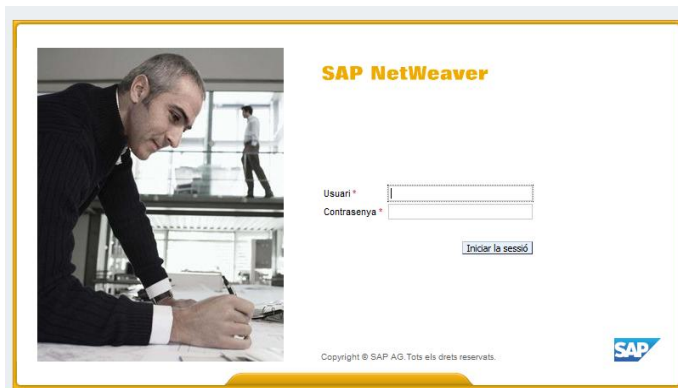 SAP NetWeaver
Usuari *
Contrasenya *
Iniciar la sessió
Copyright © SAP AG.Tots els drets reservats.
SAP